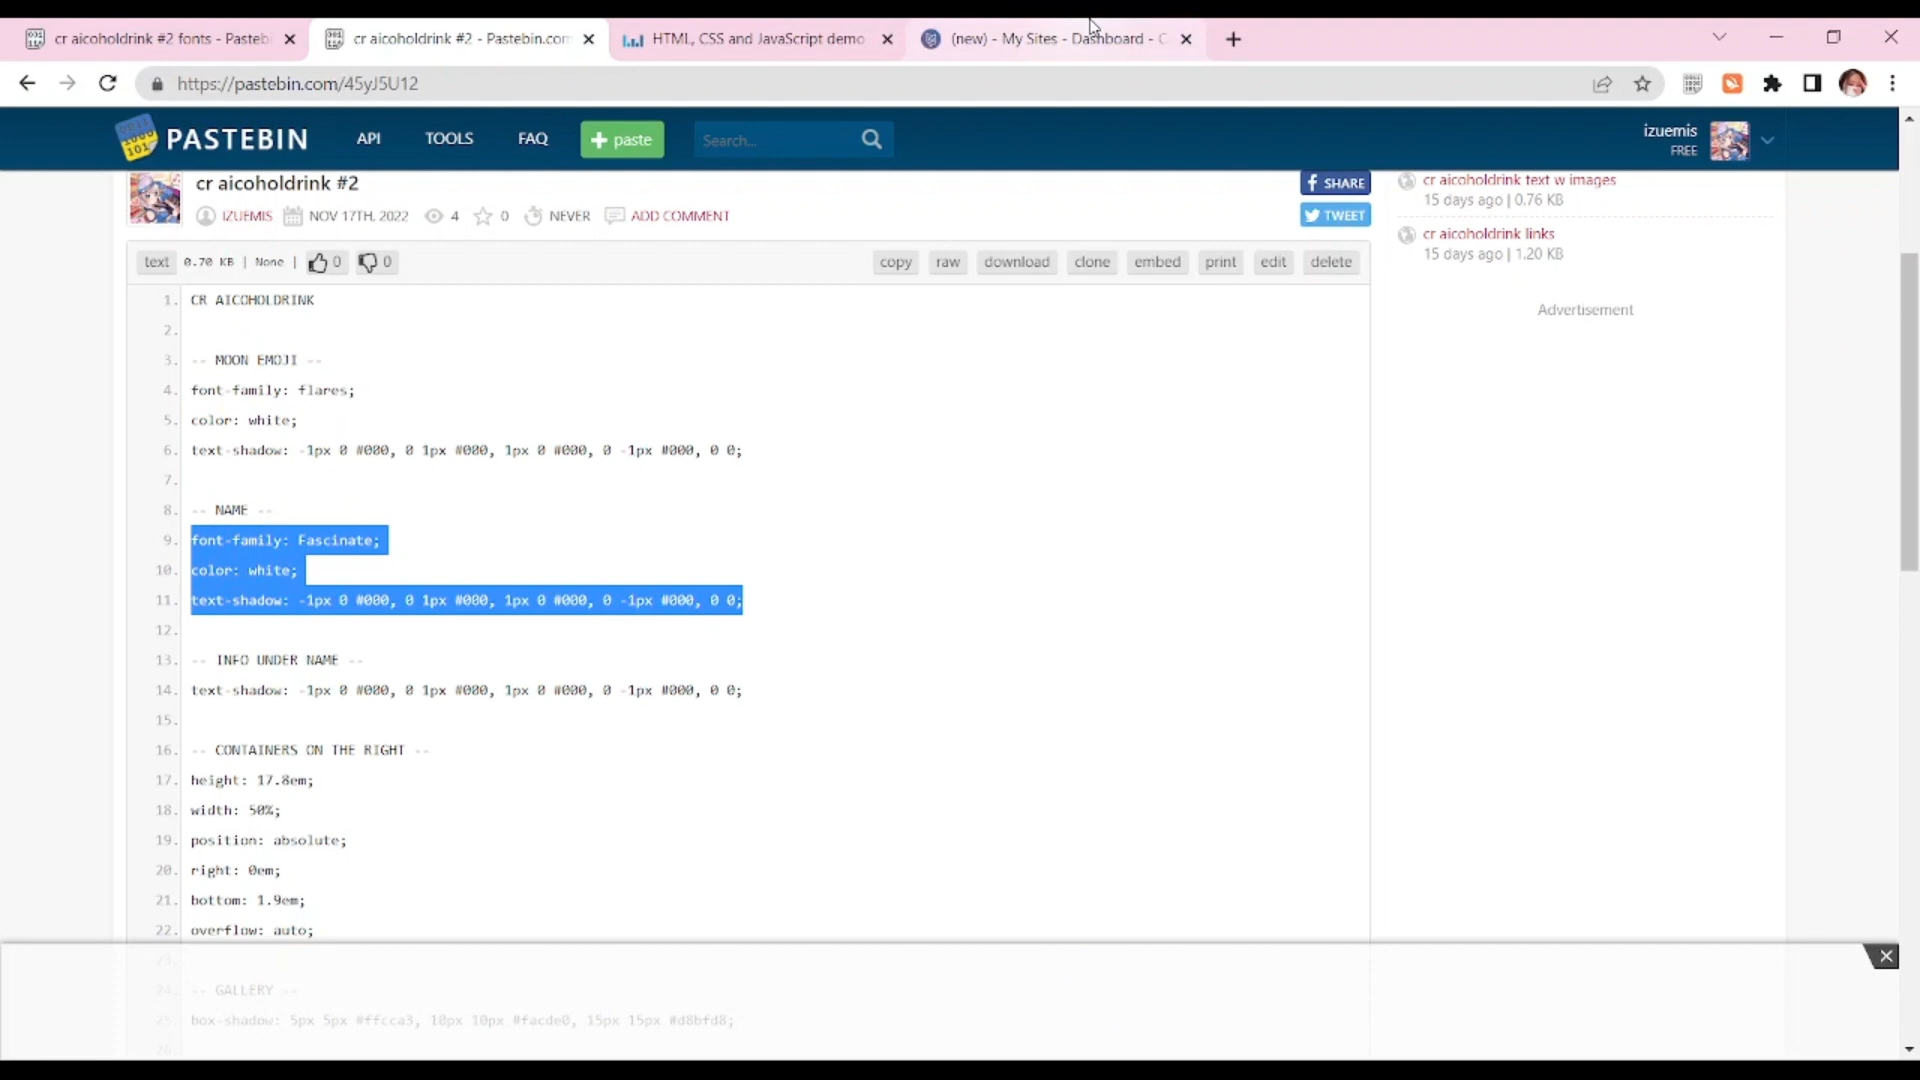 cr aicoholdrink #2 fonts - Pasteb
cr aicoholdrink #2 - Pastebin.com
HTML, CSS and JavaScript demo
(new) - My Sites - Dashboard - C
https://pastebin.com/45yJ5U12
PASTEBIN
API
TOOLS
FAQ
+ paste
Search...
izuemis
FREE
cr aicoholdrink #2
IZUEMIS
NOV 17TH, 2022
4
0
NEVER
ADD COMMENT
SHARE
TWEET
cr aicoholdrink text w images
15 days ago | 0.76 KB
cr aicoholdrink links
15 days ago | 1.20 KB
Advertisement
text 0.70 KB | None | 0 0
copy raw download clone embed print edit delete
1. CR AICOHOLDRINK
2.
3. -- MOON EMOJI --
4. font-family: flares;
5. color: white;
6. text-shadow: -1px 0 #000, 0 1px #000, 1px 0 #000, 0 -1px #000, 0 0;
7.
8. -- NAME --
9. font-family: Fascinate;
10. color: white;
11. text-shadow: -1px 0 #000, 0 1px #000, 1px 0 #000, 0 -1px #000, 0 0;
12.
13. -- INFO UNDER NAME --
14. text-shadow: -1px 0 #000, 0 1px #000, 1px 0 #000, 0 -1px #000, 0 0;
15.
16. -- CONTAINERS ON THE RIGHT --
17. height: 17.8em;
18. width: 50%;
19. position: absolute;
20. right: 0em;
21. bottom: 1.9em;
22. overflow: auto;
23.
24. -- GALLERY --
25. box-shadow: 5px 5px #ffcca3, 10px 10px #facde0, 15px 15px #d8bfd8;
26.